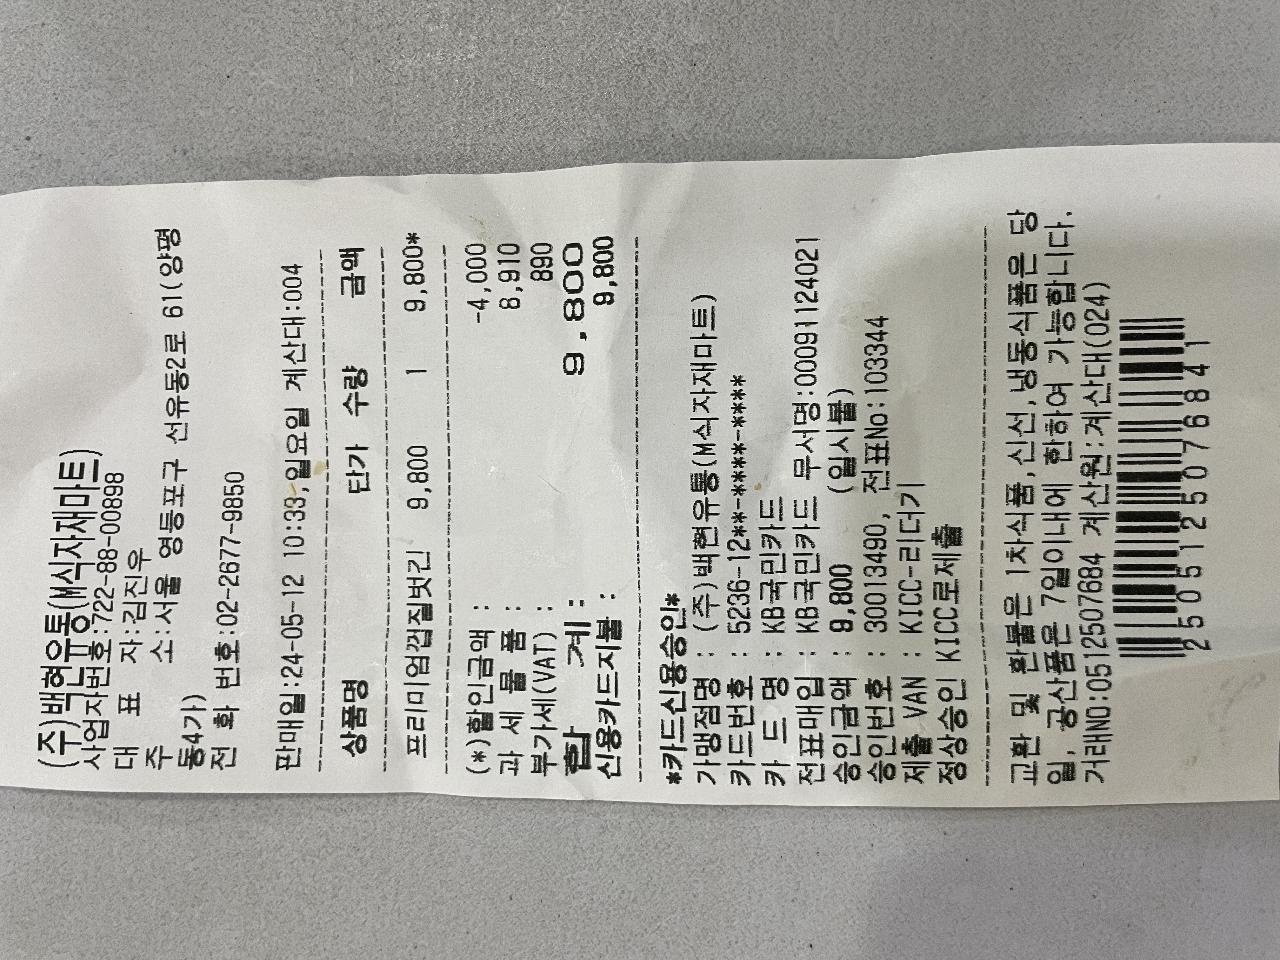 (주)백현유통(M식자재마트)
사업자번호:722-88-00898
대 표 자:김진우
주 소:서울 영등포구 선유동2로 61(양평
동4가)
전 화 번호:02-2677-9850
판매일:24-05-12 10:33,일요일 계산대:004
상품명 단가 수량 금액
프리미엄껍질벗긴 9,800 1 9,800*
(*)할인금액 : -4,000
과 세 물 품 : 8,910
부가세(VAT) : 890
합 계 : 9,800
신용카드지불 : 9,800
*카드신용승인*
가맹점명 : (주)백현유통(M식자재마트)
카드번호 : 5236-12**-****-****
카 드 명 : KB국민카드
전표매입 : KB국민카드 무서명:00091124021
승인금액 : 9,800 (일시불)
승인번호 : 30013490, 전표No:103344
제출 VAN : KICC-리더기
정상승인 KICC로제출
교환 및 환불은 1차식품,신선,냉동식품은 당
일, 공산품은 7일이내에 한하여 가능합니다.
거래NO:0512507684 계산원:계산대(024)
2505125076841